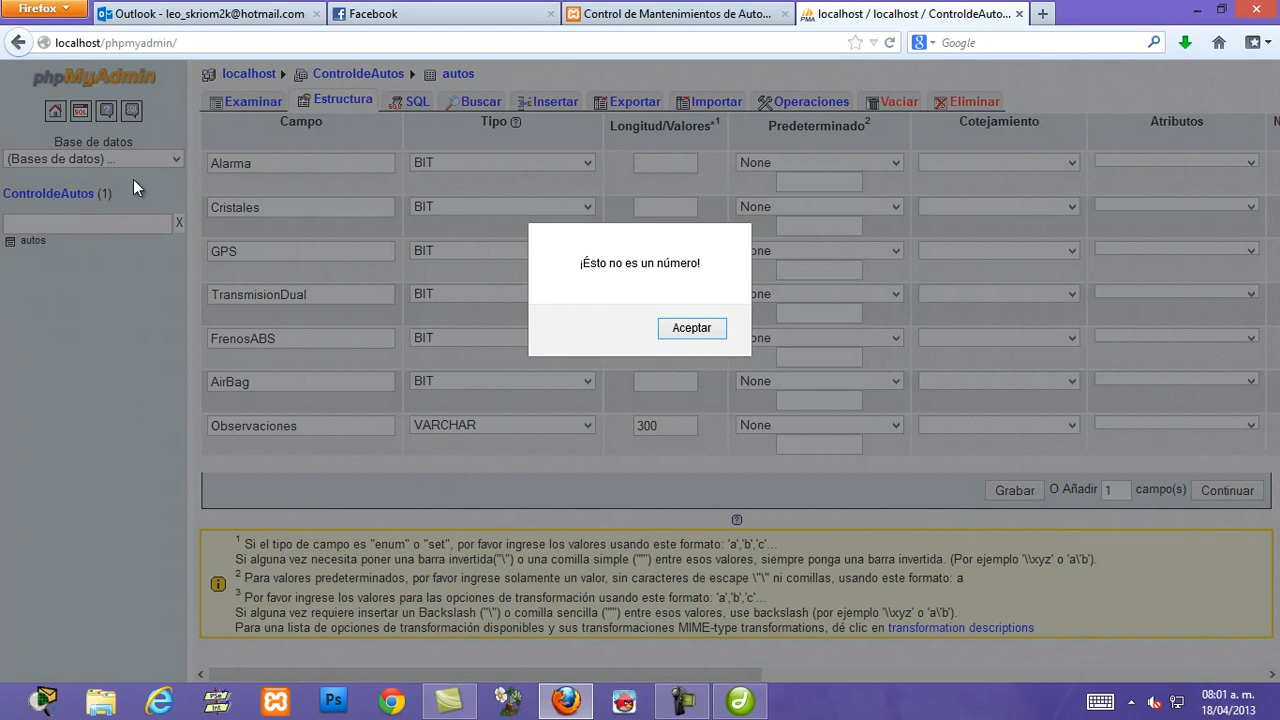 Firefox
Outlook - leo_skriom2k@hotmail.com
Facebook
Control de Mantenimientos de Auto...
localhost / localhost / ControldeAuto...
localhost/phpmyadmin/
Google
phpMyAdmin
localhost
ControldeAutos
autos
Examinar
Estructura
SQL
Buscar
Insertar
Exportar
Importar
Operaciones
Vaciar
Eliminar
Base de datos
(Bases de datos) ...
ControldeAutos (1)
X
autos
Campo
Tipo
Longitud/Valores*1
Predeterminado2
Cotejamiento
Atributos
Alarma BIT None
Cristales BIT None
GPS BIT one
TransmisionDual BIT one
FrenosABS BIT one
AirBag BIT None
Observaciones VARCHAR 300 None
¡Ésto no es un número!
Aceptar
Grabar O Añadir 1 campo(s) Continuar
1 Si el tipo de campo es "enum" o "set", por favor ingrese los valores usando este formato: 'a','b','c'...
Si alguna vez necesita poner una barra invertida("\") o una comilla simple ("'") entre esos valores, siempre ponga una barra invertida. (Por ejemplo '\\xyz' o 'a\'b').
2 Para valores predeterminados, por favor ingrese solamente un valor, sin caracteres de escape \"\" ni comillas, usando este formato: a
3 Por favor ingrese los valores para las opciones de transformación usando este formato: 'a','b','c'...
Si alguna vez requiere insertar un Backslash ("\") o comilla sencilla ("'") entre esos valores, use backslash (por ejemplo '\\xyz' o 'a\'b').
Para una lista de opciones de transformación disponibles y sus transformaciones MIME-type transformations, dé clic en transformation descriptions
Ps
08:01 a. m.
18/04/2013